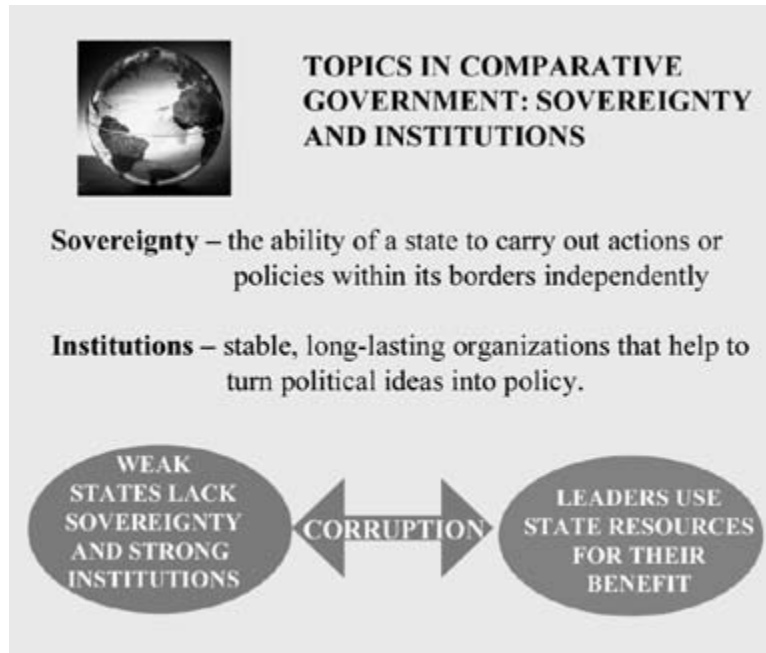 TOPICS IN COMPARATIVE
GOVERNMENT: SOVEREIGNTY
AND INSTITUTIONS
Sovereignty – the ability of a state to carry out actions or
policies within its borders independently
Institutions – stable, long-lasting organizations that help to
turn political ideas into policy.
WEAK
STATES LACK
SOVEREIGNTY
AND STRONG
INSTITUTIONS
CORRUPTION
LEADERS USE
STATE RESOURCES
FOR THEIR
BENEFIT